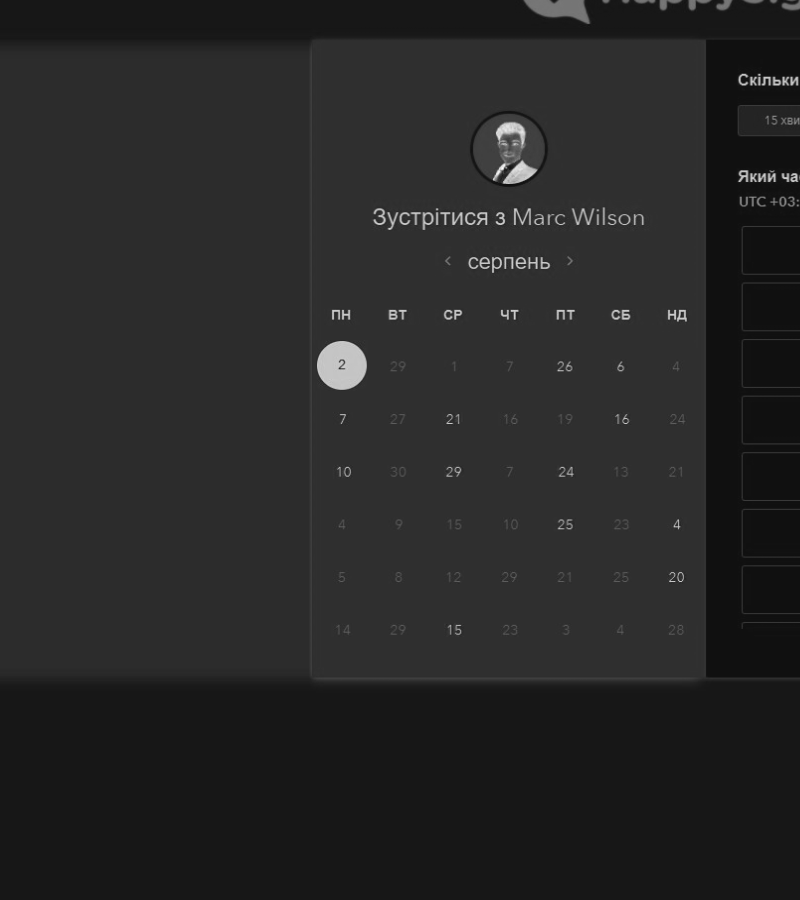 Зустрітися з Marc Wilson
серпень
ПН ВТ СР ЧТ ПТ СБ НД
2 29 1 7 26 6 4
7 27 21 16 19 16 24
10 30 29 7 24 13 21
4 9 15 10 25 23 4
5 8 12 29 21 25 20
14 29 15 23 3 4 28
Скільки
15 хви
Який ча
UTC +03: